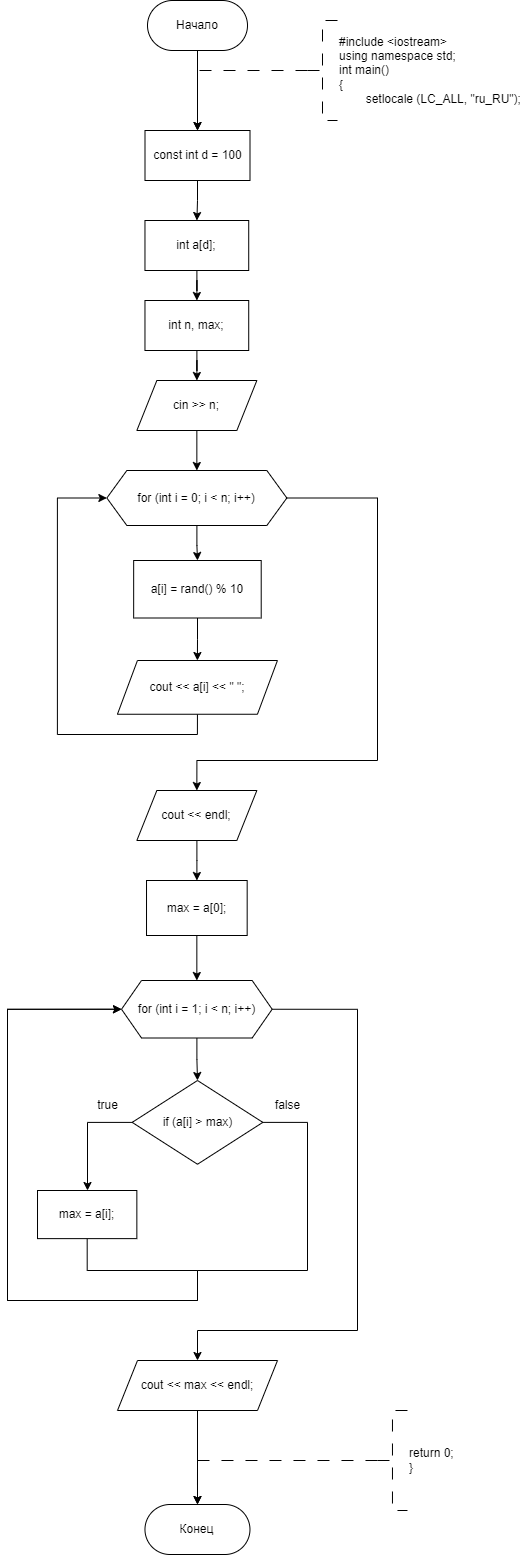 Начало
#include <iostream>
using namespace std;
int main()
{
setlocale (LC_ALL, "ru_RU");
const int d = 100
int a[d];
int n, max;
cin >> n;
for (int i = 0; i < n; i++)
a[i] = rand() % 10
cout << a[i] << " ";
cout << endl;
max = a[0];
for (int i = 1; i < n; i++)
true
false
if (a[i] > max)
max = a[i];
cout << max << endl;
return 0;
}
Конец